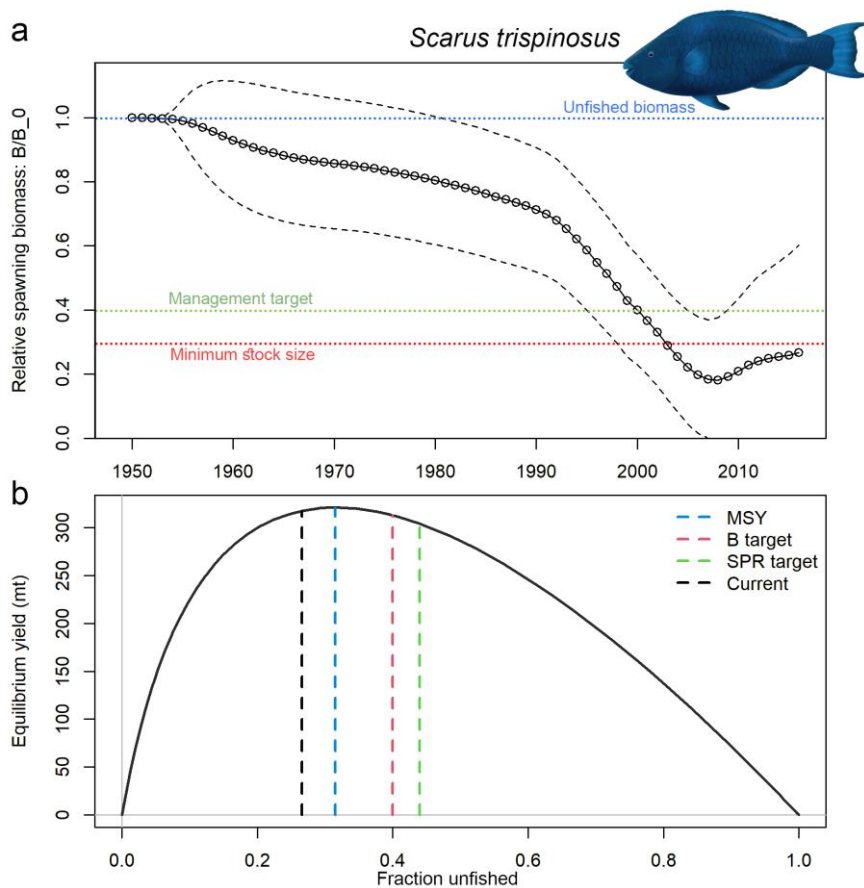 a
Scarus trispinosus
Relative spawning biomass: B/B_0
0.0
0.2
0.4
0.6
0.8
1.0
Unfished biomass
Management target
Minimum stock size
1950
1960
1970
1980
1990
2000
2010
b
Equilibrium yield (mt)
0
50
100
150
200
250
300
MSY
B target
SPR target
Current
0.0
0.2
0.4
0.6
0.8
1.0
Fraction unfished